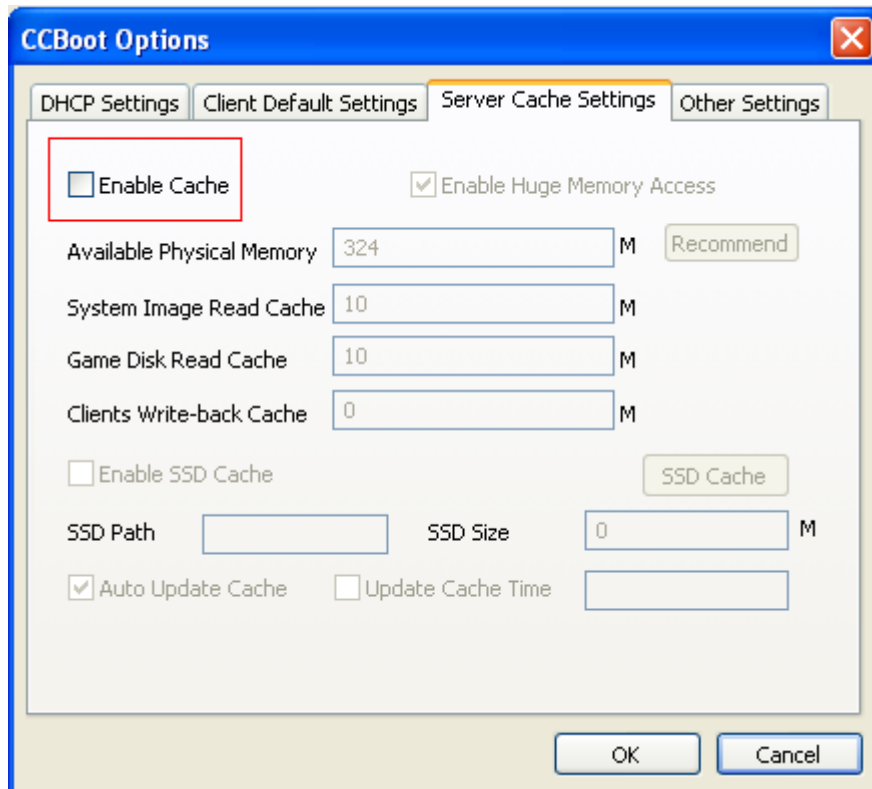 CCBoot Options
DHCP Settings Client Default Settings Server Cache Settings Other Settings
Enable Cache Enable Huge Memory Access
Available Physical Memory 324 M Recommend
System Image Read Cache 10 M
Game Disk Read Cache 10 M
Clients Write-back Cache 0 M
Enable SSD Cache SSD Cache
SSD Path SSD Size 0 M
Auto Update Cache Update Cache Time
OK Cancel